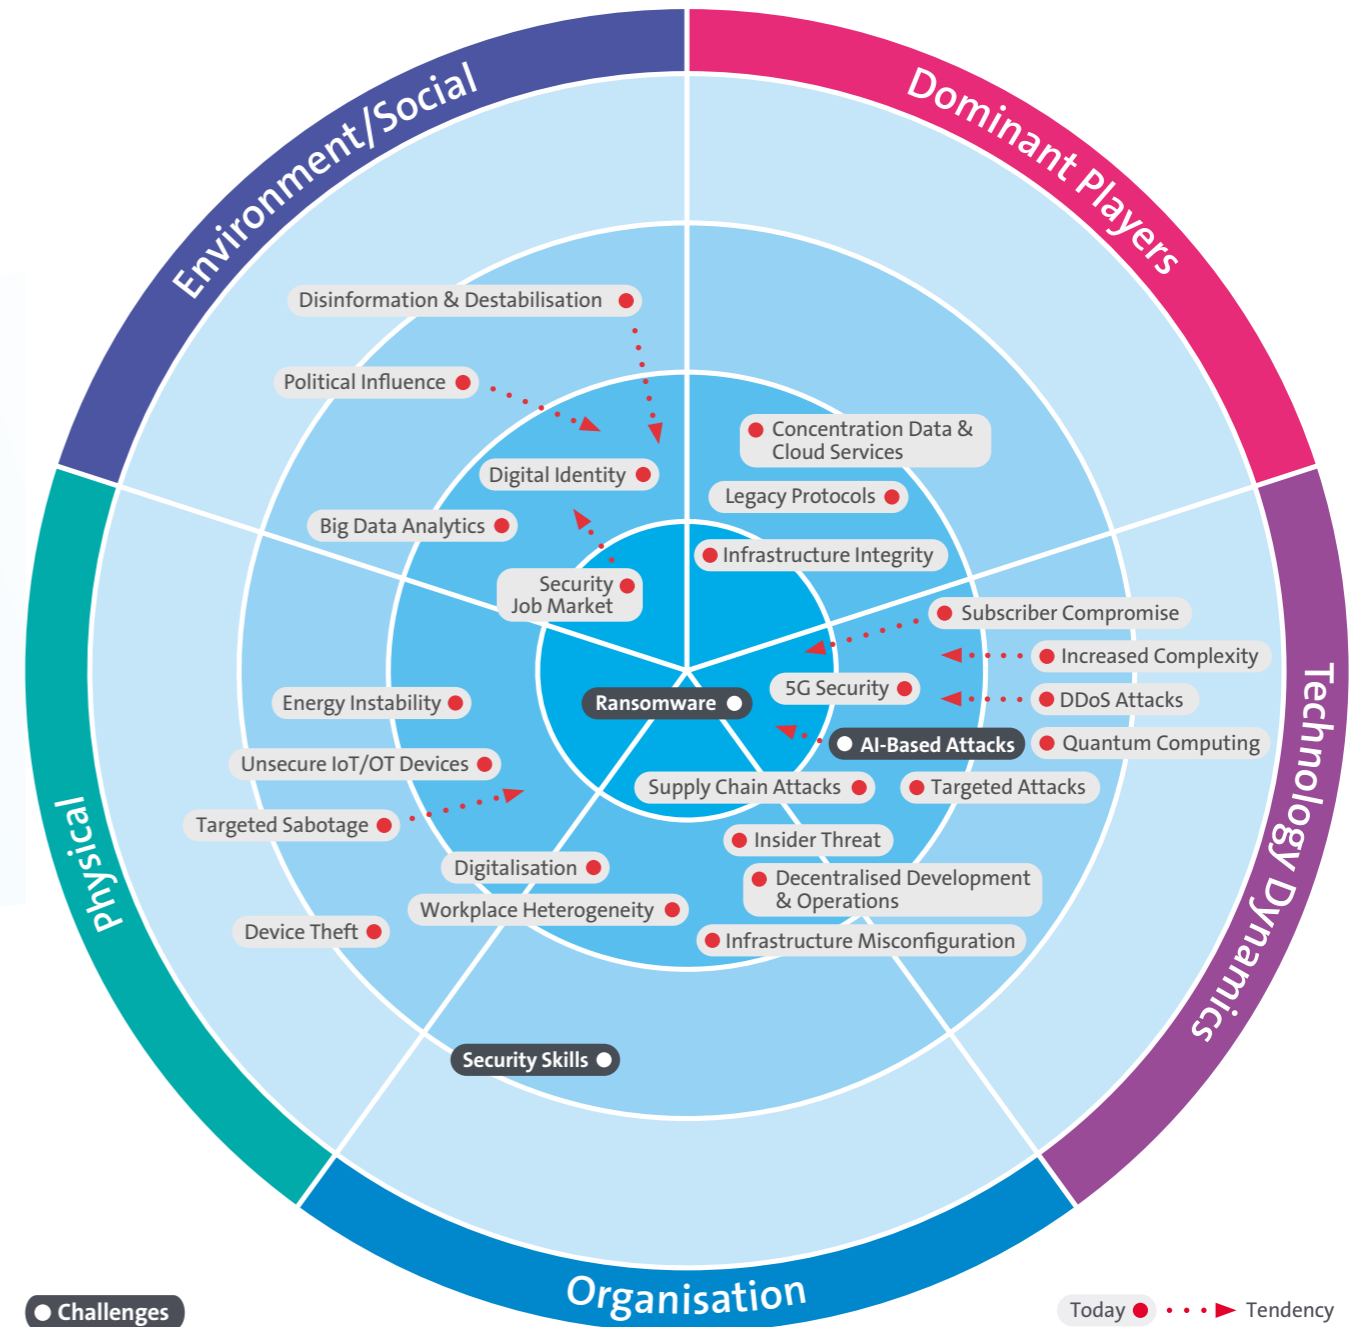 Environment/Social
Dominant Players
Disinformation & Destabilisation
Political Influence
Concentration Data &
Cloud Services
Digital Identity
Legacy Protocols
Big Data Analytics
Infrastructure Integrity
Security
Job Market
Subscriber Compromise
Increased Complexity
5G Security
DDoS Attacks
Energy Instability
Ransomware
AI-Based Attacks
Quantum Computing
Unsecure IoT/OT Devices
Supply Chain Attacks
Targeted Attacks
Targeted Sabotage
Insider Threat
Digitalisation
Decentralised Development
& Operations
Workplace Heterogeneity
Device Theft
Infrastructure Misconfiguration
Security Skills
Physical
Technology Dynamics
Organisation
Challenges
Today
Tendency